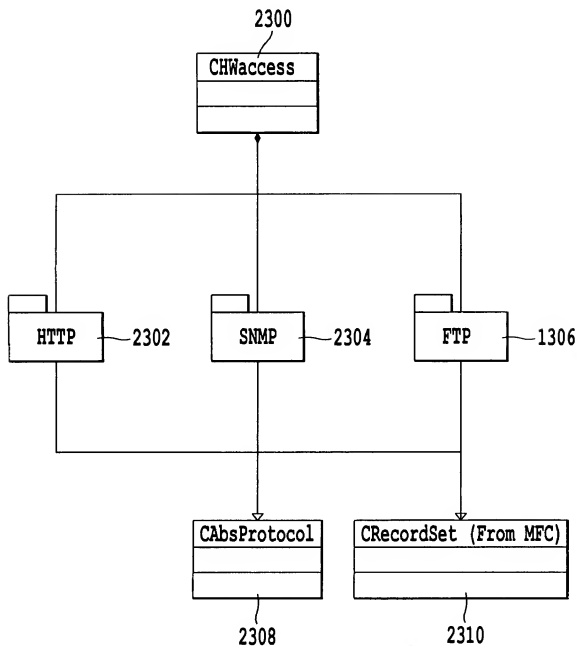 2300
CHWaccess
HTTP
2302
SNMP
2304
FTP
1306
CAbsProtocol
CRecordSet (From MFC)
2308
2310